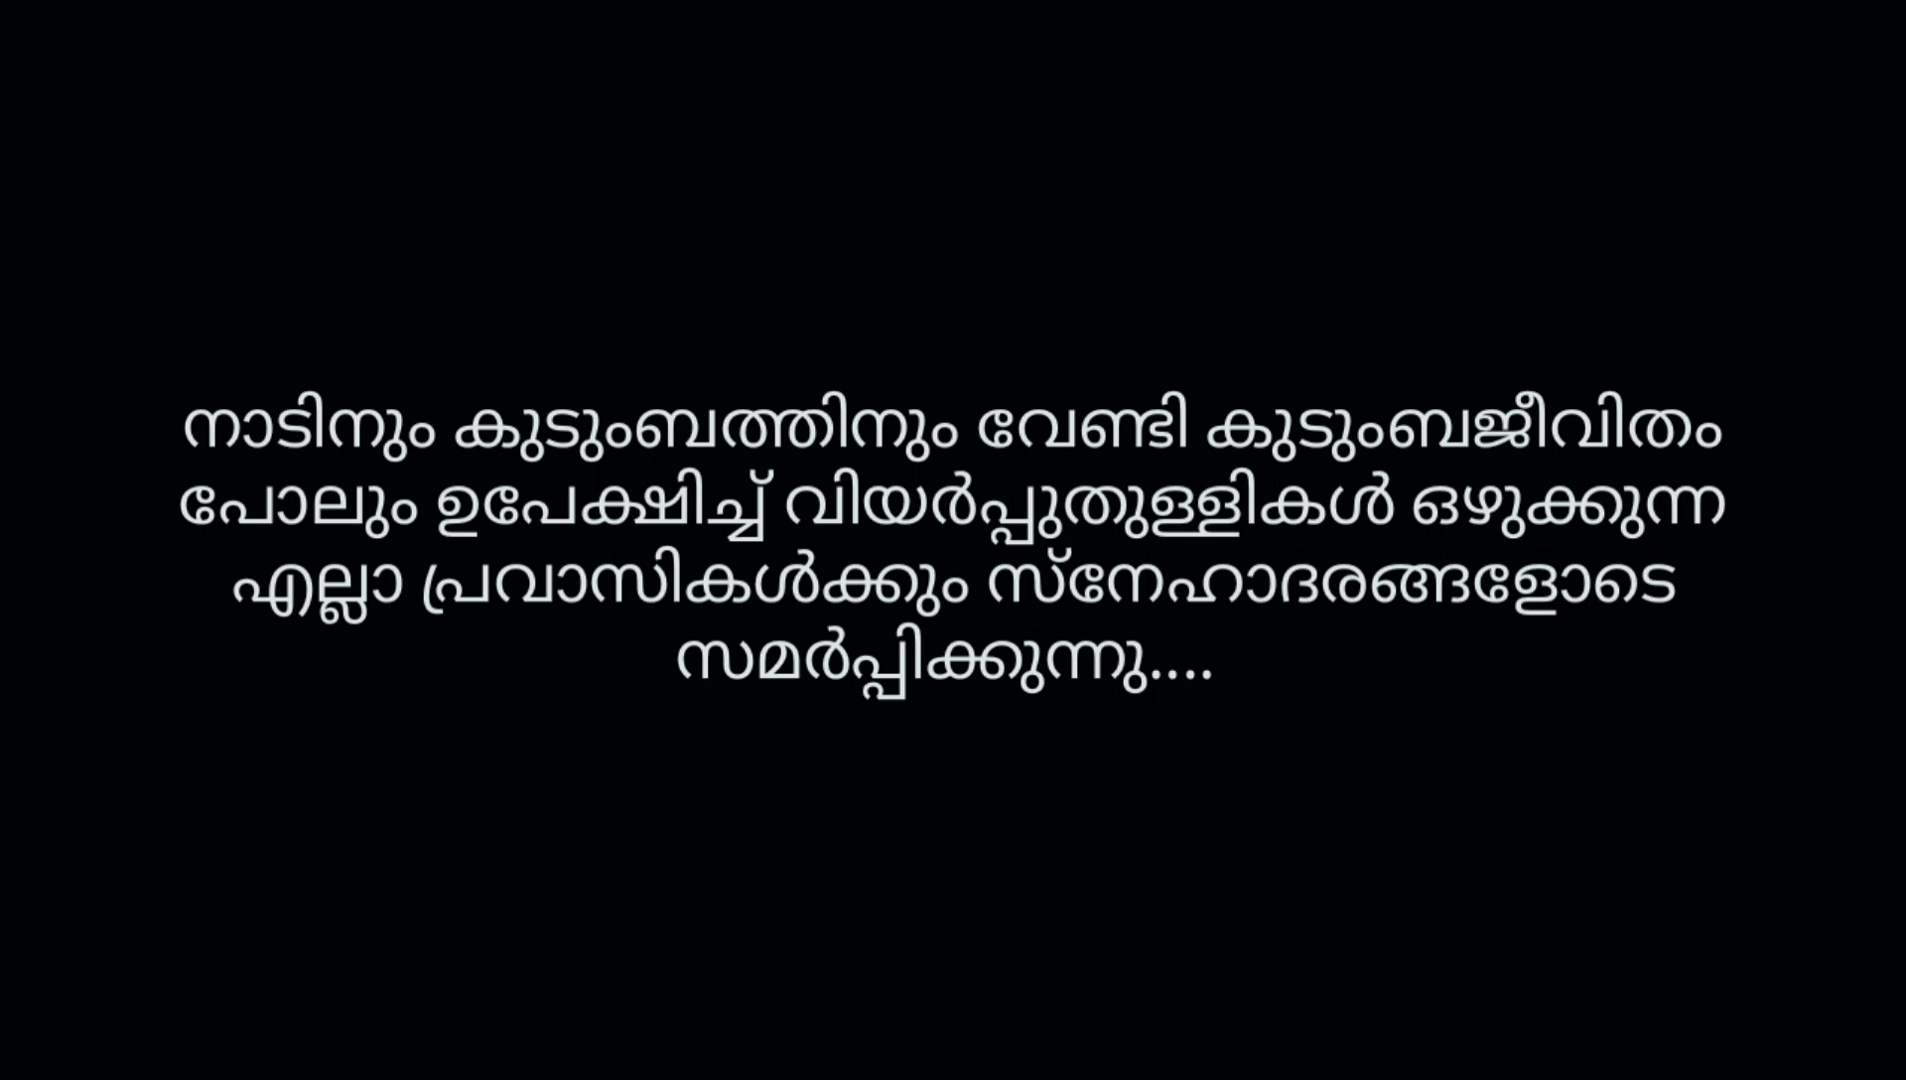 നാടിനും കുടുംബത്തിനും വേണ്ടി കുടുംബജീവിതം
പോലും ഉപേക്ഷിച്ച് വിയർപ്പുതുള്ളികൾ ഒഴുക്കുന്ന
എല്ലാ പ്രവാസികൾക്കും സ്നേഹാദരങ്ങളോടെ
സമർപ്പിക്കുന്നു....